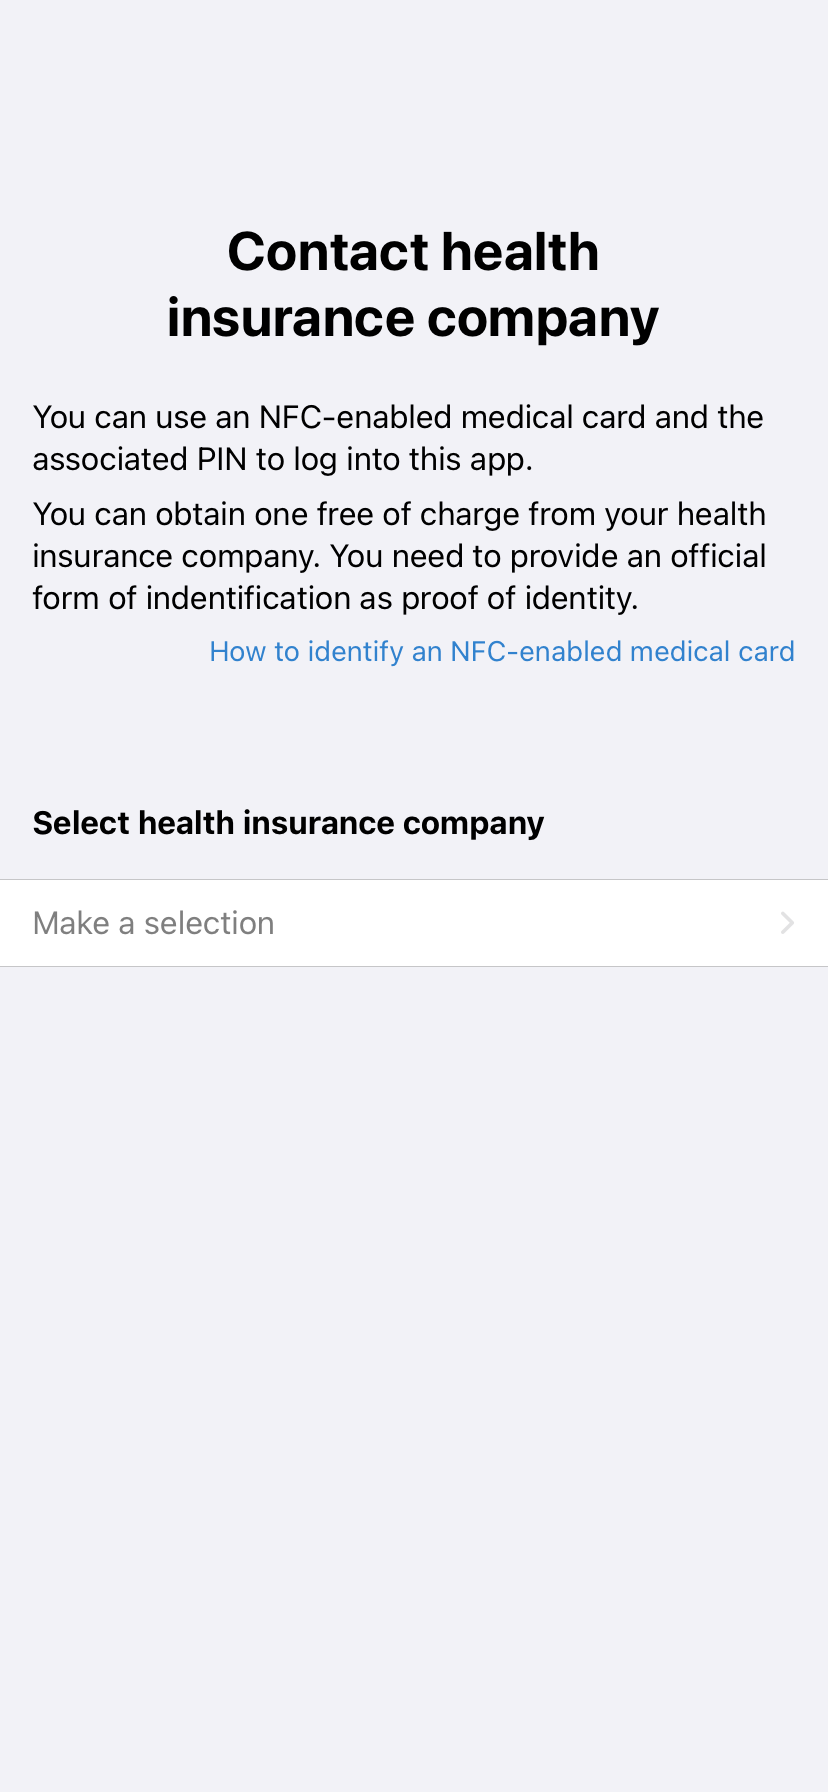 Contact health
insurance company
You can use an NFC-enabled medical card and the
associated PIN to log into this app.
You can obtain one free of charge from your health
insurance company. You need to provide an official
form of indentification as proof of identity.
How to identify an NFC-enabled medical card
Select health insurance company
Make a selection